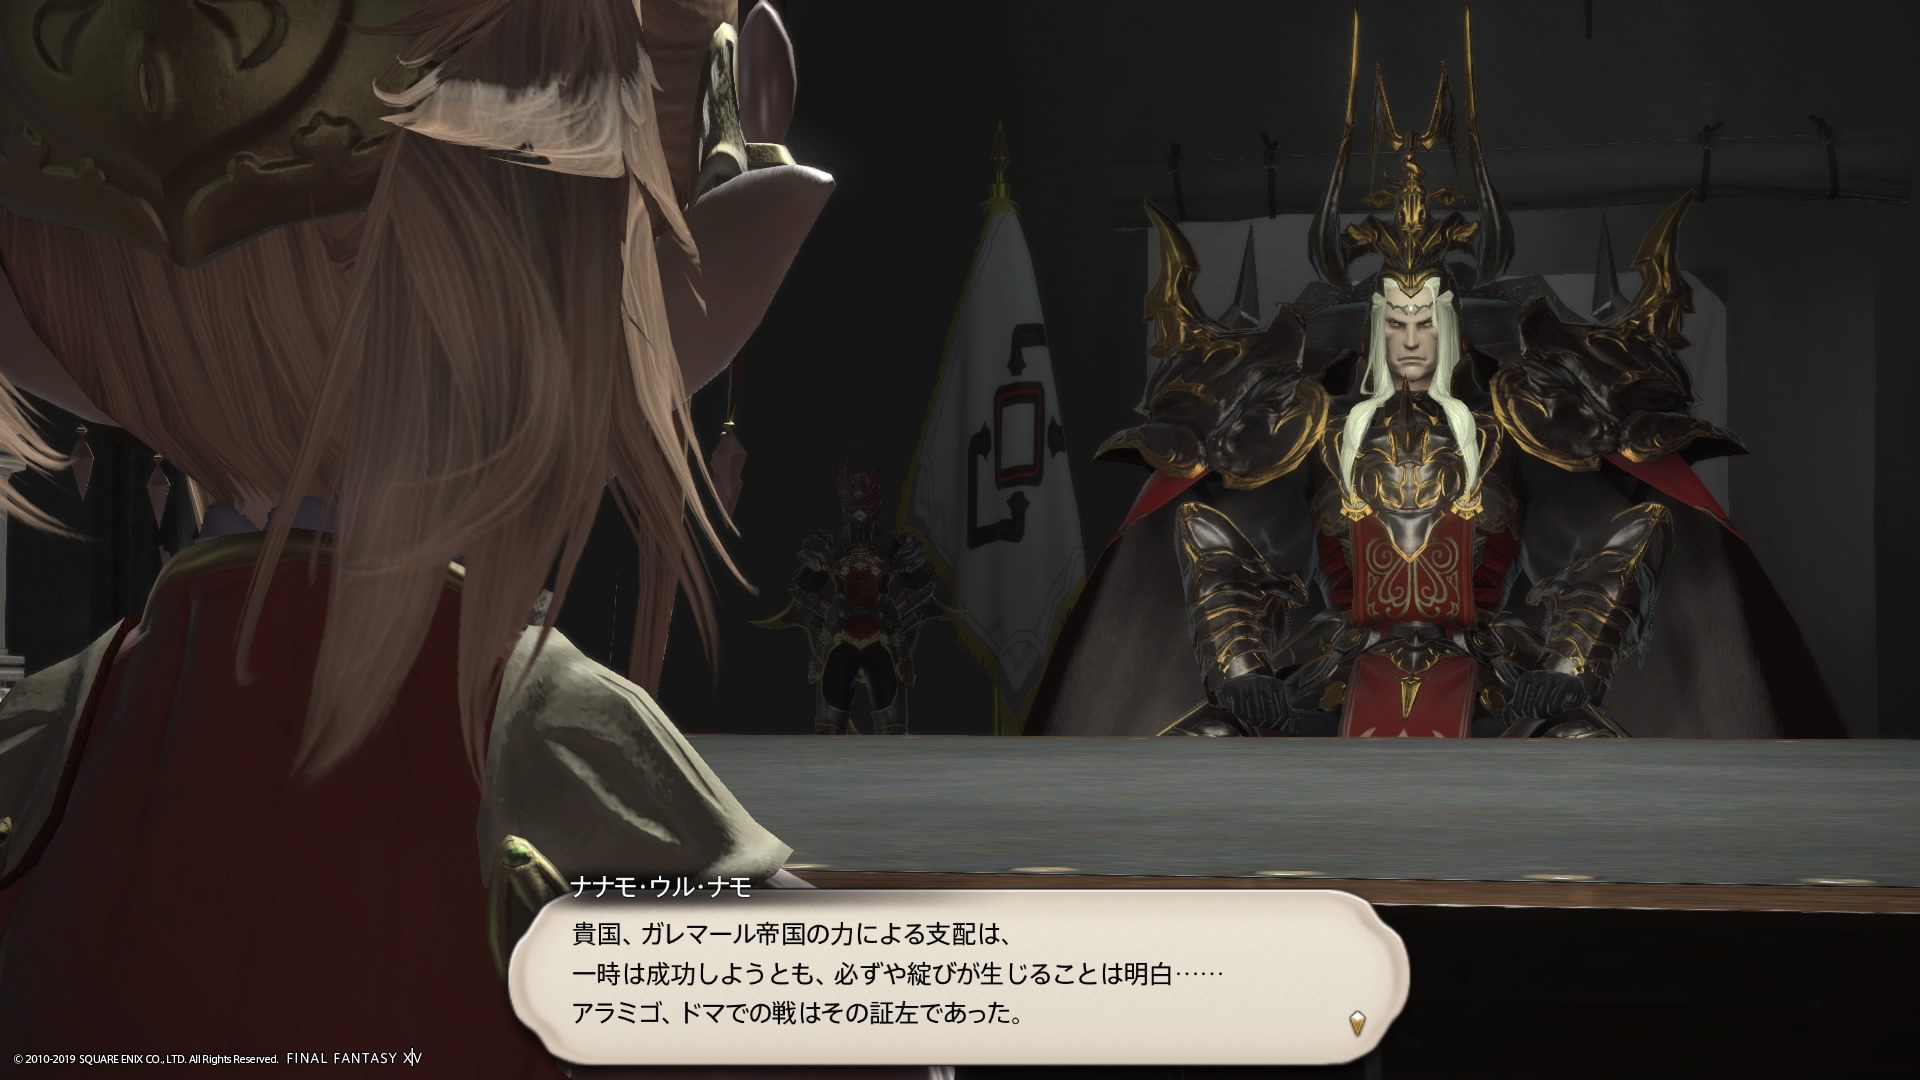 ナナモ・ウル・ナモ
貴国、ガレマール帝国の力による支配は、
一時は成功しようとも、必ずや綻びが生じることは明白……
アラミゴ、ドマでの戦はその証左であった。
© 2010-2019 SQUARE ENIX CO., LTD. All Rights Reserved. FINAL FANTASY XIV